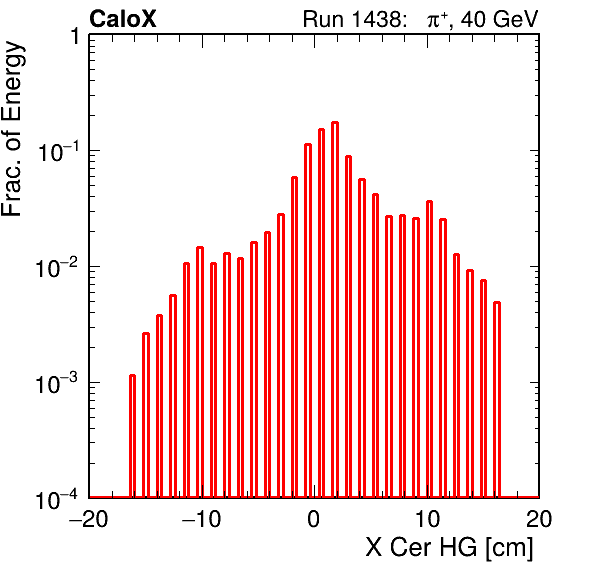 CaloX
Run 1438: π⁺, 40 GeV
Frac. of Energy
1
10⁻¹
10⁻²
10⁻³
10⁻⁴
−20 −10 0 10 20
X Cer HG [cm]